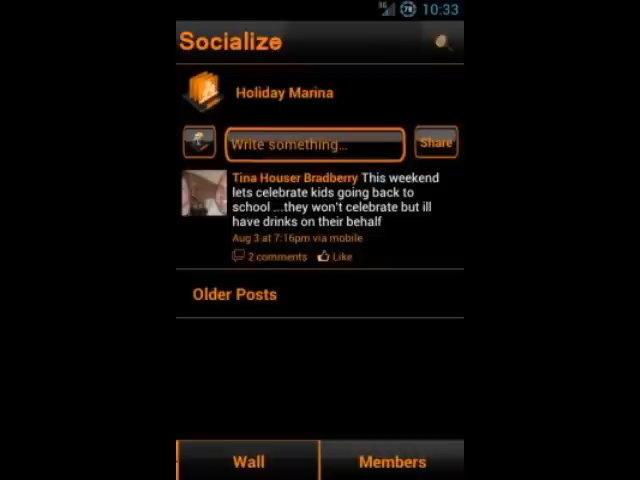 3G 78 10:33
Socialize
Holiday Marina
Write something... Share
Tina Houser Bradberry This weekend
lets celebrate kids going back to
school ...they won't celebrate but ill
have drinks on their behalf
Aug 3 at 7:16pm via mobile
2 comments Like
Older Posts
Wall Members